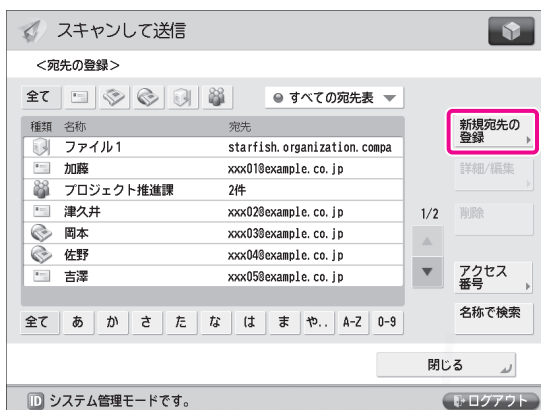 スキャンして送信
<宛先の登録>
全て
すべての宛先表
種類 名称 宛先
ファイル1 starfish.organization.compa
加藤 xxx01@example.co.jp
プロジェクト推進課 2件
津久井 xxx02@example.co.jp
岡本 xxx03@example.co.jp
佐野 xxx04@example.co.jp
吉澤 xxx05@example.co.jp
1/2
新規宛先の
登録
詳細/編集
削除
アクセス
番号
名称で検索
全て あ か さ た な は ま や.. A-Z 0-9
閉じる
ID システム管理モードです。
ログアウト